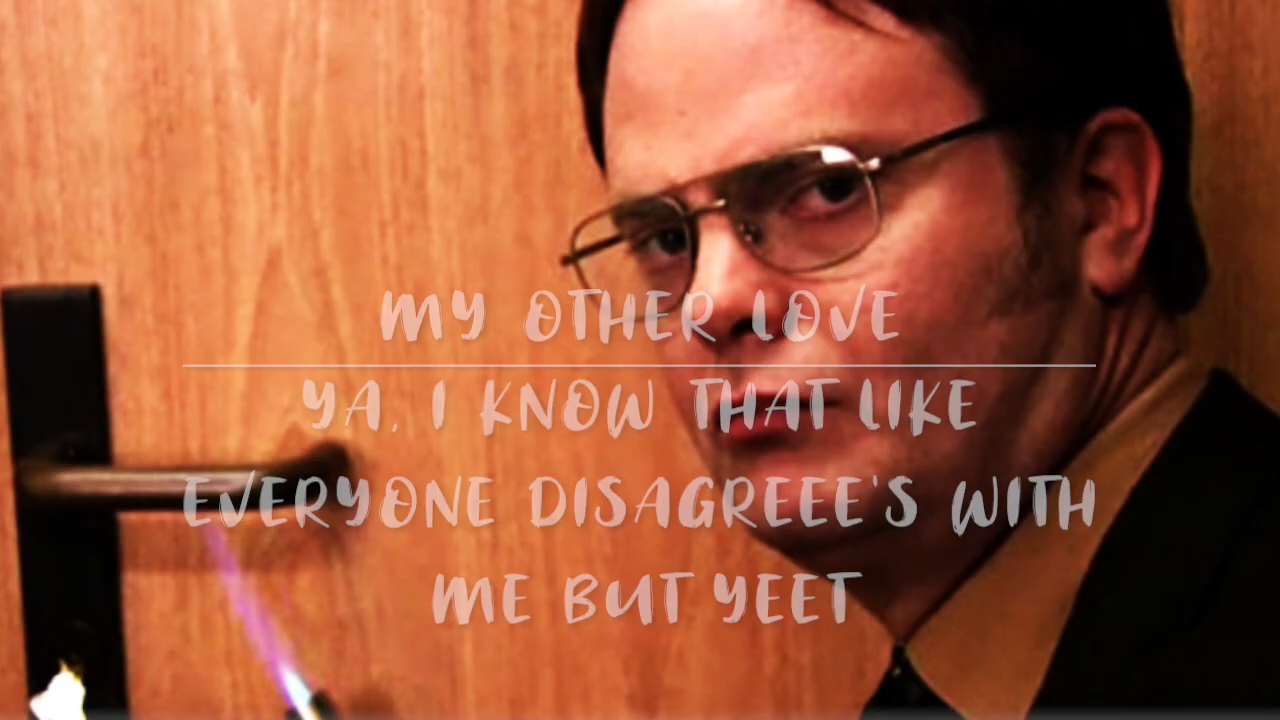 MY OTHER LOVE
YA, I KNOW THAT LIKE
EVERYONE DISAGREEE'S WITH
ME BUT YEET